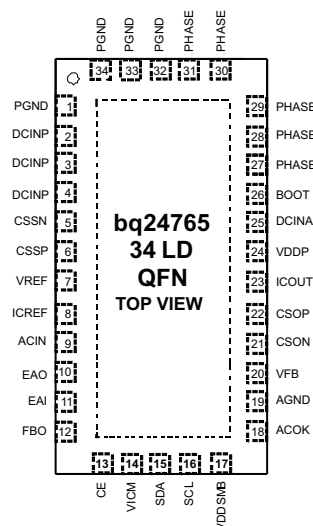 PGND
PGND
PGND
PHASE
PHASE
34
33
32
31
30
PGND 1
DCINP 2
DCINP 3
DCINP 4
CSSN 5
CSSP 6
VREF 7
ICREF 8
ACIN 9
EAO 10
EAI 11
FBO 12
bq24765
34 LD
QFN
TOP VIEW
29 PHASE
28 PHASE
27 PHASE
26 BOOT
25 DCINA
24 VDDP
23 ICOUT
22 CSOP
21 CSON
20 VFB
19 AGND
18 ACOK
13
14
15
16
17
CE
VICM
SDA
SCL
VDDSMB